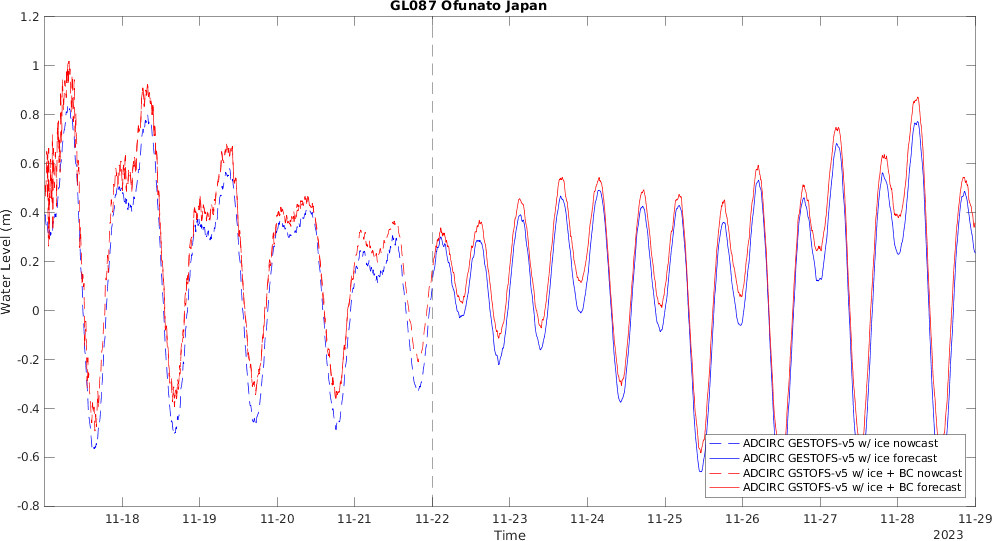 GL087 Ofunato Japan
1.2
1
0.8
0.6
0.4
0.2
0
-0.2
-0.4
-0.6
-0.8
Water Level (m)
ADCIRC GESTOFS-v5 w/ ice nowcast
ADCIRC GESTOFS-v5 w/ ice forecast
ADCIRC GSTOFS-v5 w/ ice + BC nowcast
ADCIRC GSTOFS-v5 w/ ice + BC forecast
11-18 11-19 11-20 11-21 11-22 11-23 11-24 11-25 11-26 11-27 11-28 11-29
Time
2023